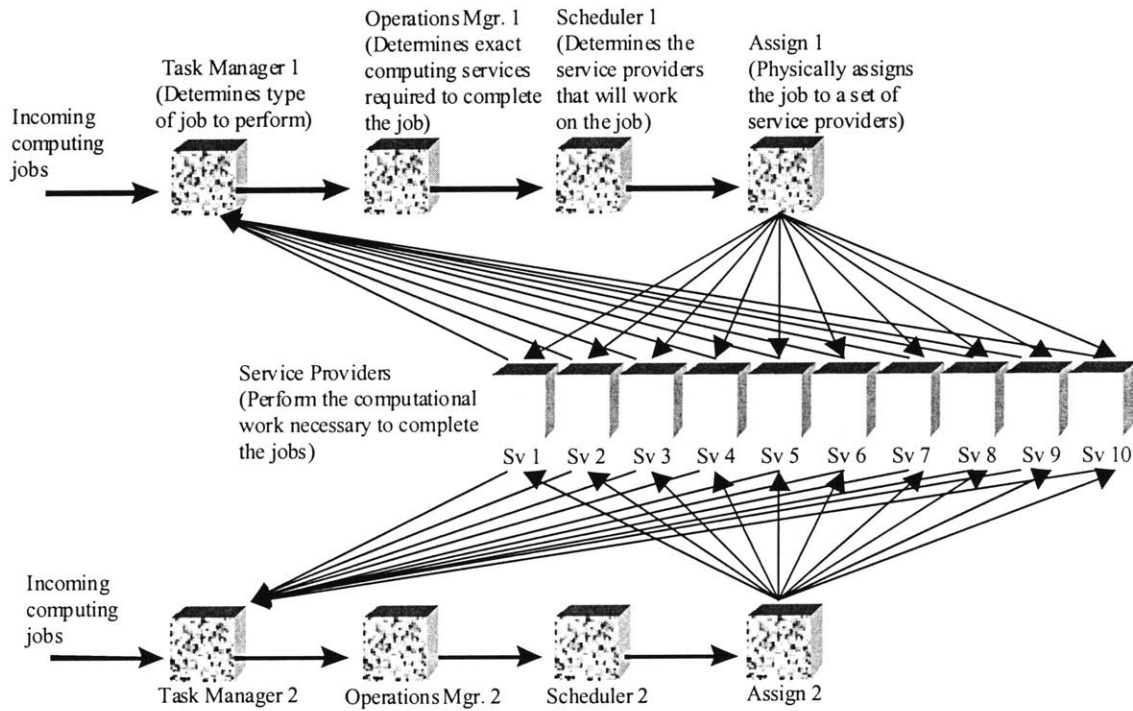 Incoming
computing
jobs
Task Manager 1
(Determines type
of job to perform)
Operations Mgr. 1
(Determines exact
computing services
required to complete
the job)
Scheduler 1
(Determines the
service providers
that will work
on the job)
Assign 1
(Physically assigns
the job to a set of
service providers)
Service Providers
(Perform the computational
work necessary to complete
the jobs)
Sv 1 Sv 2 Sv 3 Sv 4 Sv 5 Sv 6 Sv 7 Sv 8 Sv 9 Sv 10
Incoming
computing
jobs
Task Manager 2
Operations Mgr. 2
Scheduler 2
Assign 2